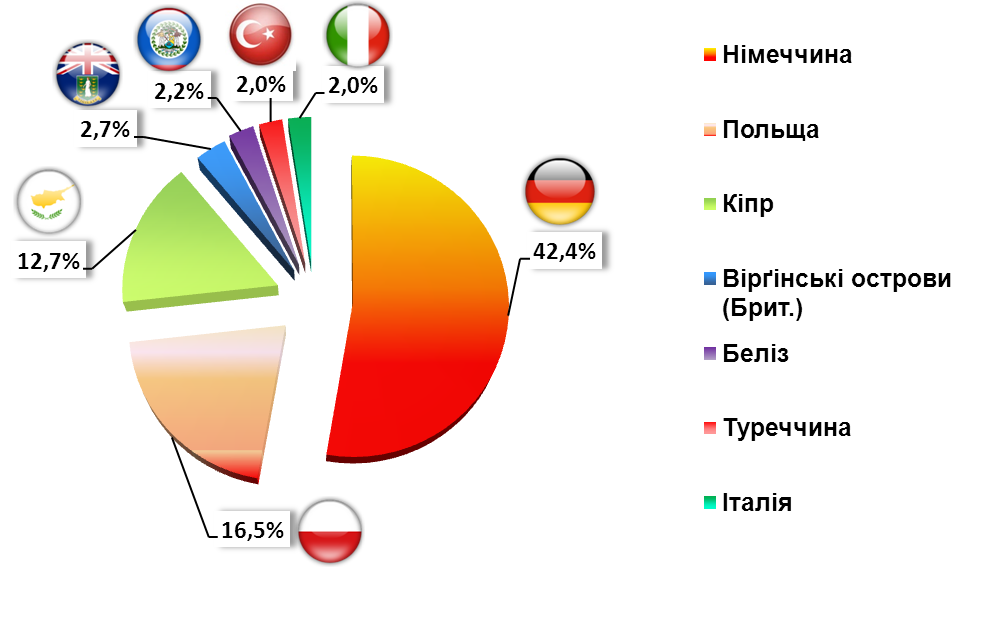 2,2%
2,0%
2,0%
2,7%
12,7%
42,4%
16,5%
Німеччина
Польща
Кіпр
Вірґінські острови
(Брит.)
Беліз
Туреччина
Італія